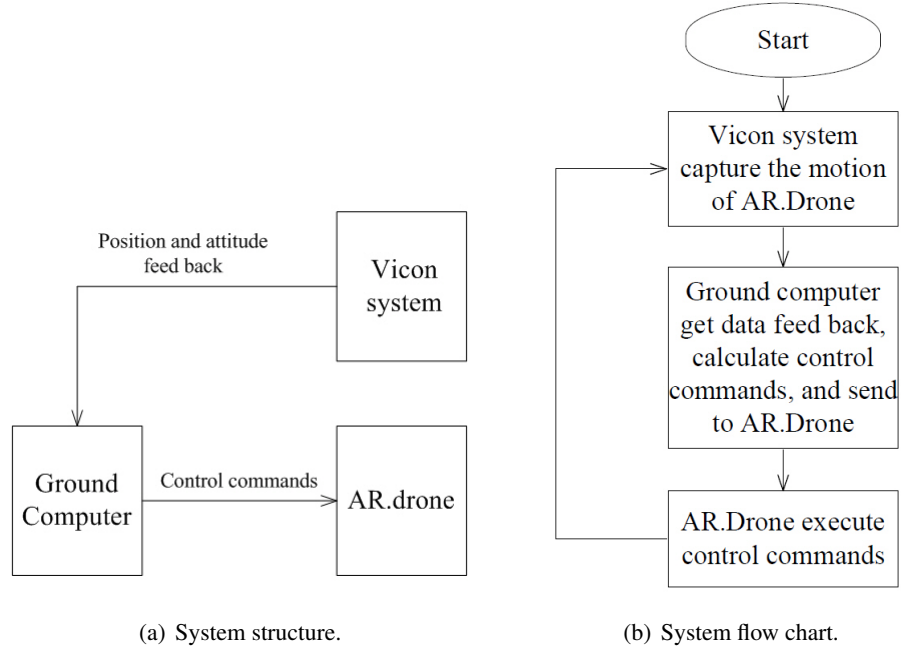 Position and attitude
feed back
Vicon
system
Ground
Computer
Control commands
AR.drone
(a) System structure.
Start
Vicon system
capture the motion
of AR.Drone
Ground computer
get data feed back,
calculate control
commands, and send
to AR.Drone
AR.Drone execute
control commands
(b) System flow chart.